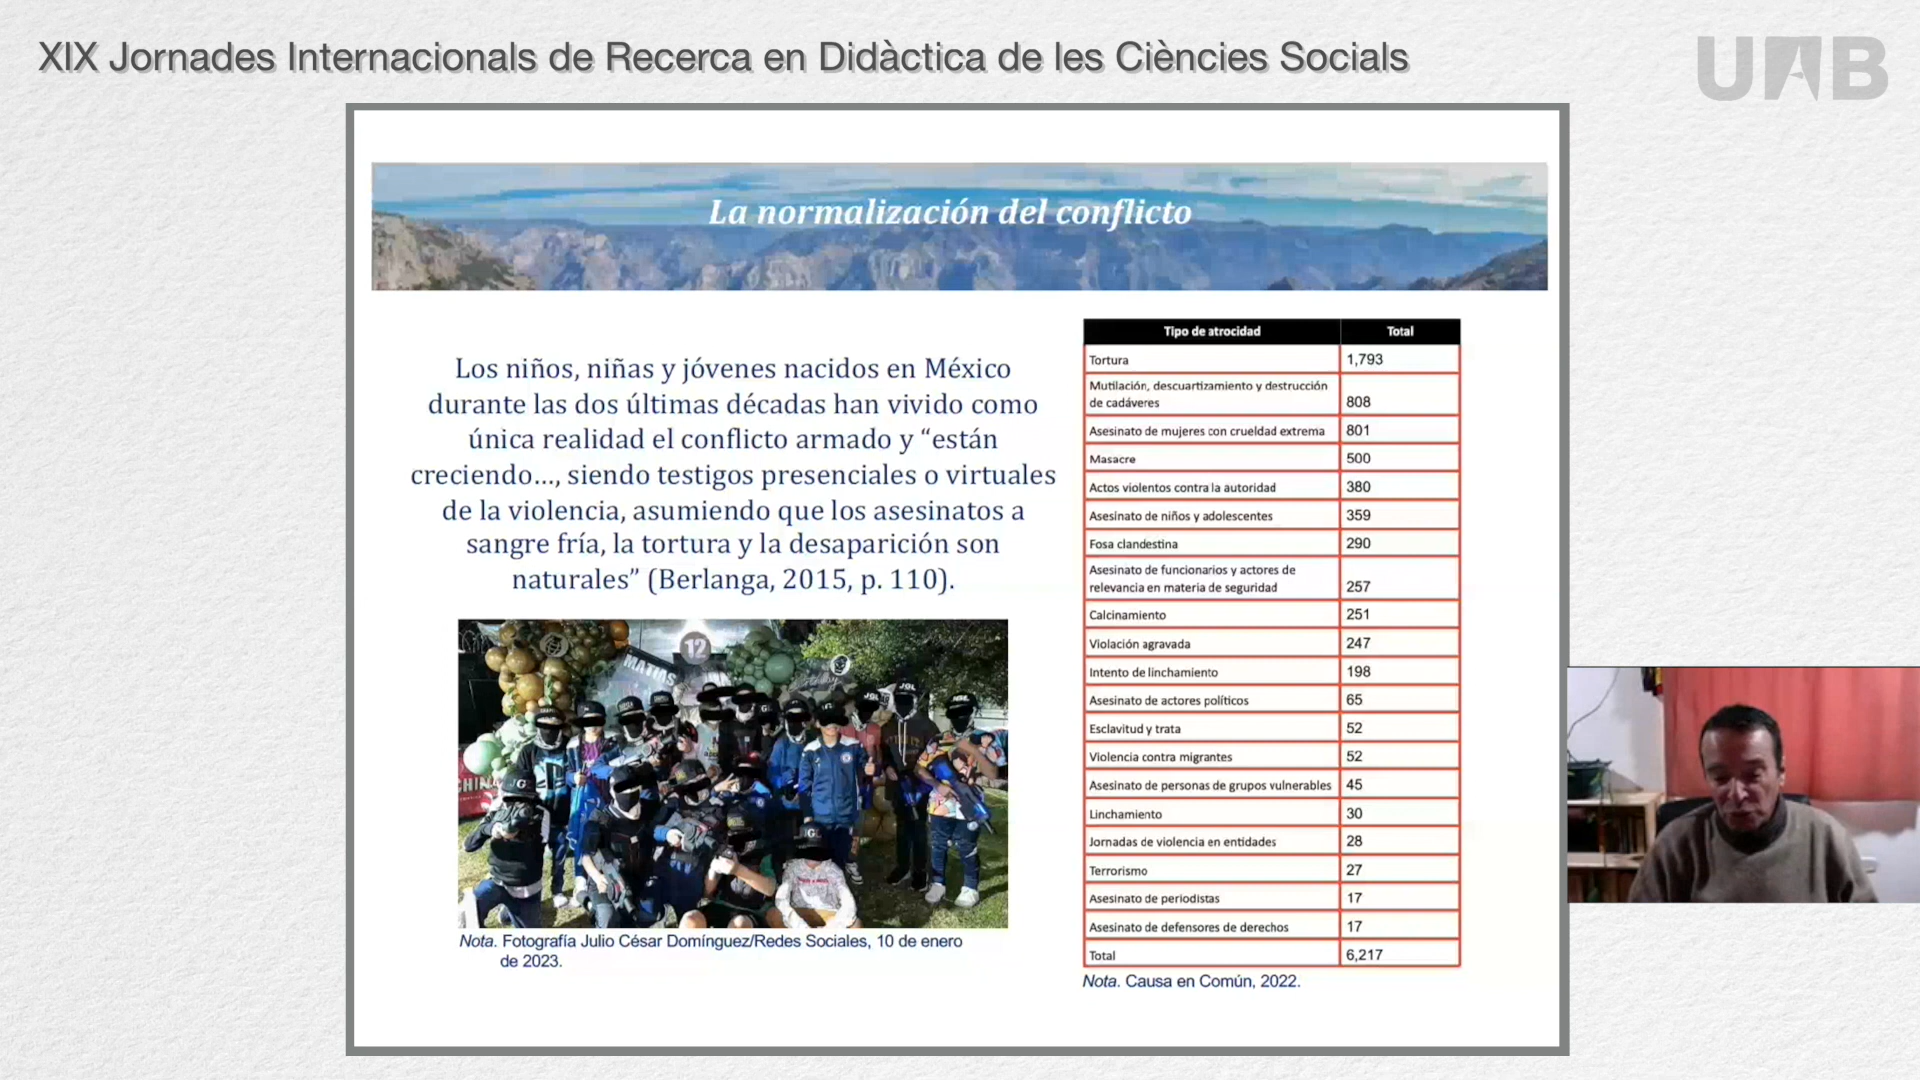 XIX Jornades Internacionals de Recerca en Didàctica de les Ciències Socials
UAB
La normalización del conflicto
Los niños, niñas y jóvenes nacidos en México
durante las dos últimas décadas han vivido como
única realidad el conflicto armado y “están
creciendo..., siendo testigos presenciales o virtuales
de la violencia, asumiendo que los asesinatos a
sangre fría, la tortura y la desaparición son
naturales” (Berlanga, 2015, p. 110).
12
MATIAS
JGL
JGL
JGL
Nota. Fotografía Julio César Domínguez/Redes Sociales, 10 de enero
de 2023.
Tipo de atrocidad Total
Tortura 1,793
Mutilación, descuartizamiento y destrucción
de cadáveres 808
Asesinato de mujeres con crueldad extrema 801
Masacre 500
Actos violentos contra la autoridad 380
Asesinato de niños y adolescentes 359
Fosa clandestina 290
Asesinato de funcionarios y actores de
relevancia en materia de seguridad 257
Calcinamiento 251
Violación agravada 247
Intento de linchamiento 198
Asesinato de actores políticos 65
Esclavitud y trata 52
Violencia contra migrantes 52
Asesinato de personas de grupos vulnerables 45
Linchamiento 30
Jornadas de violencia en entidades 28
Terrorismo 27
Asesinato de periodistas 17
Asesinato de defensores de derechos 17
Total 6,217
Nota. Causa en Común, 2022.